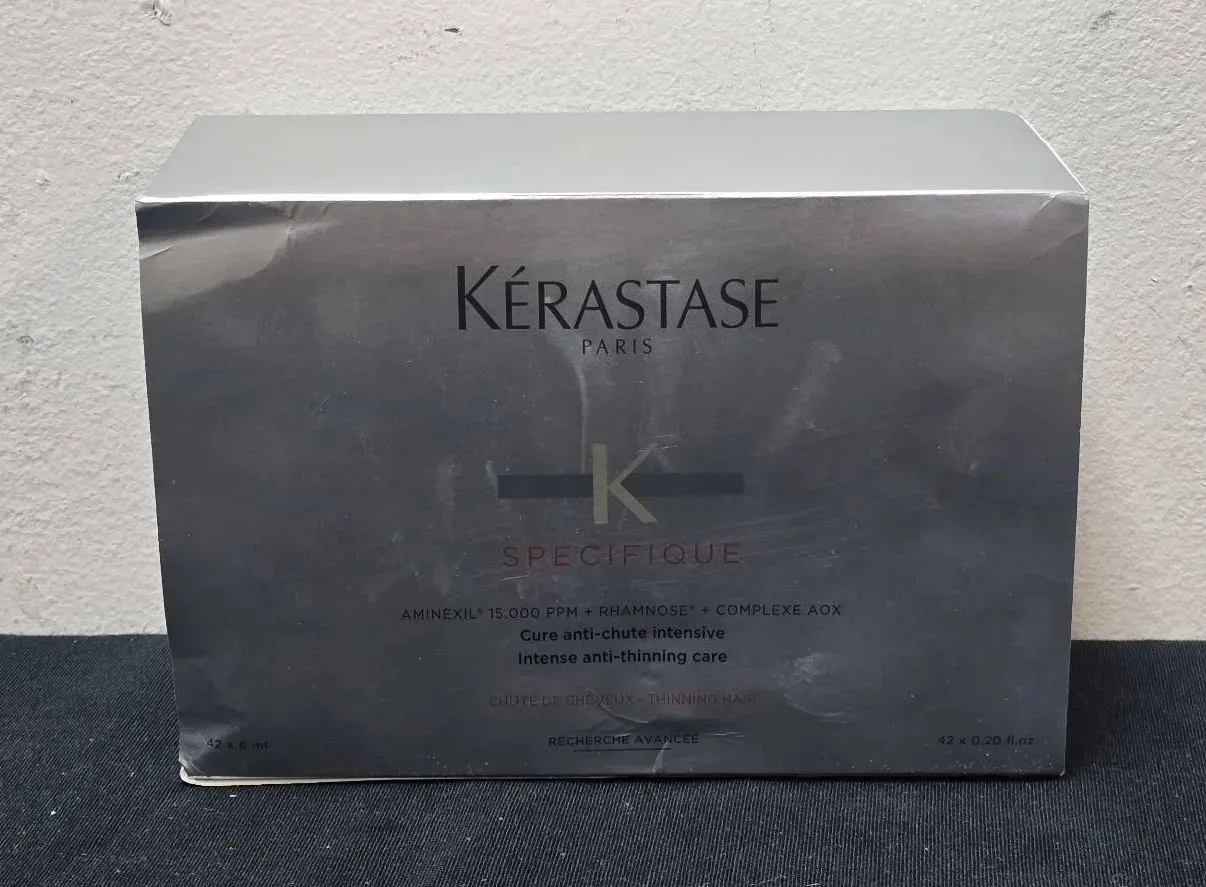 KÉRASTASE
PARIS
K
SPECIFIQUE
AMINEXIL® 15.000 PPM + RHAMNOSE® + COMPLEXE AOX
Cure anti-chute intensive
Intense anti-thinning care
CHUTE DE CHEVEUX - THINNING HAIR
RECHERCHE AVANCÉE
42 x 6 ml
42 x 0.20 fl.oz